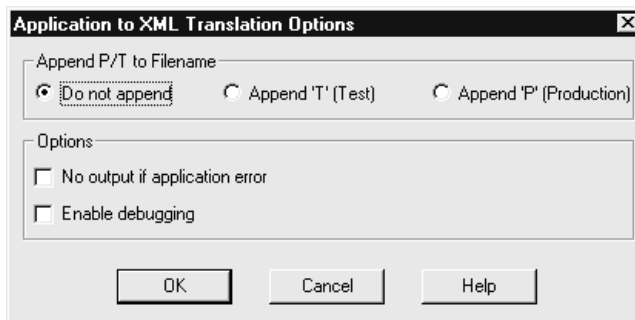 Application to XML Translation Options
Append P/T to Filename
Do not append Append 'T' (Test) Append 'P' (Production)
Options
No output if application error
Enable debugging
OK Cancel Help